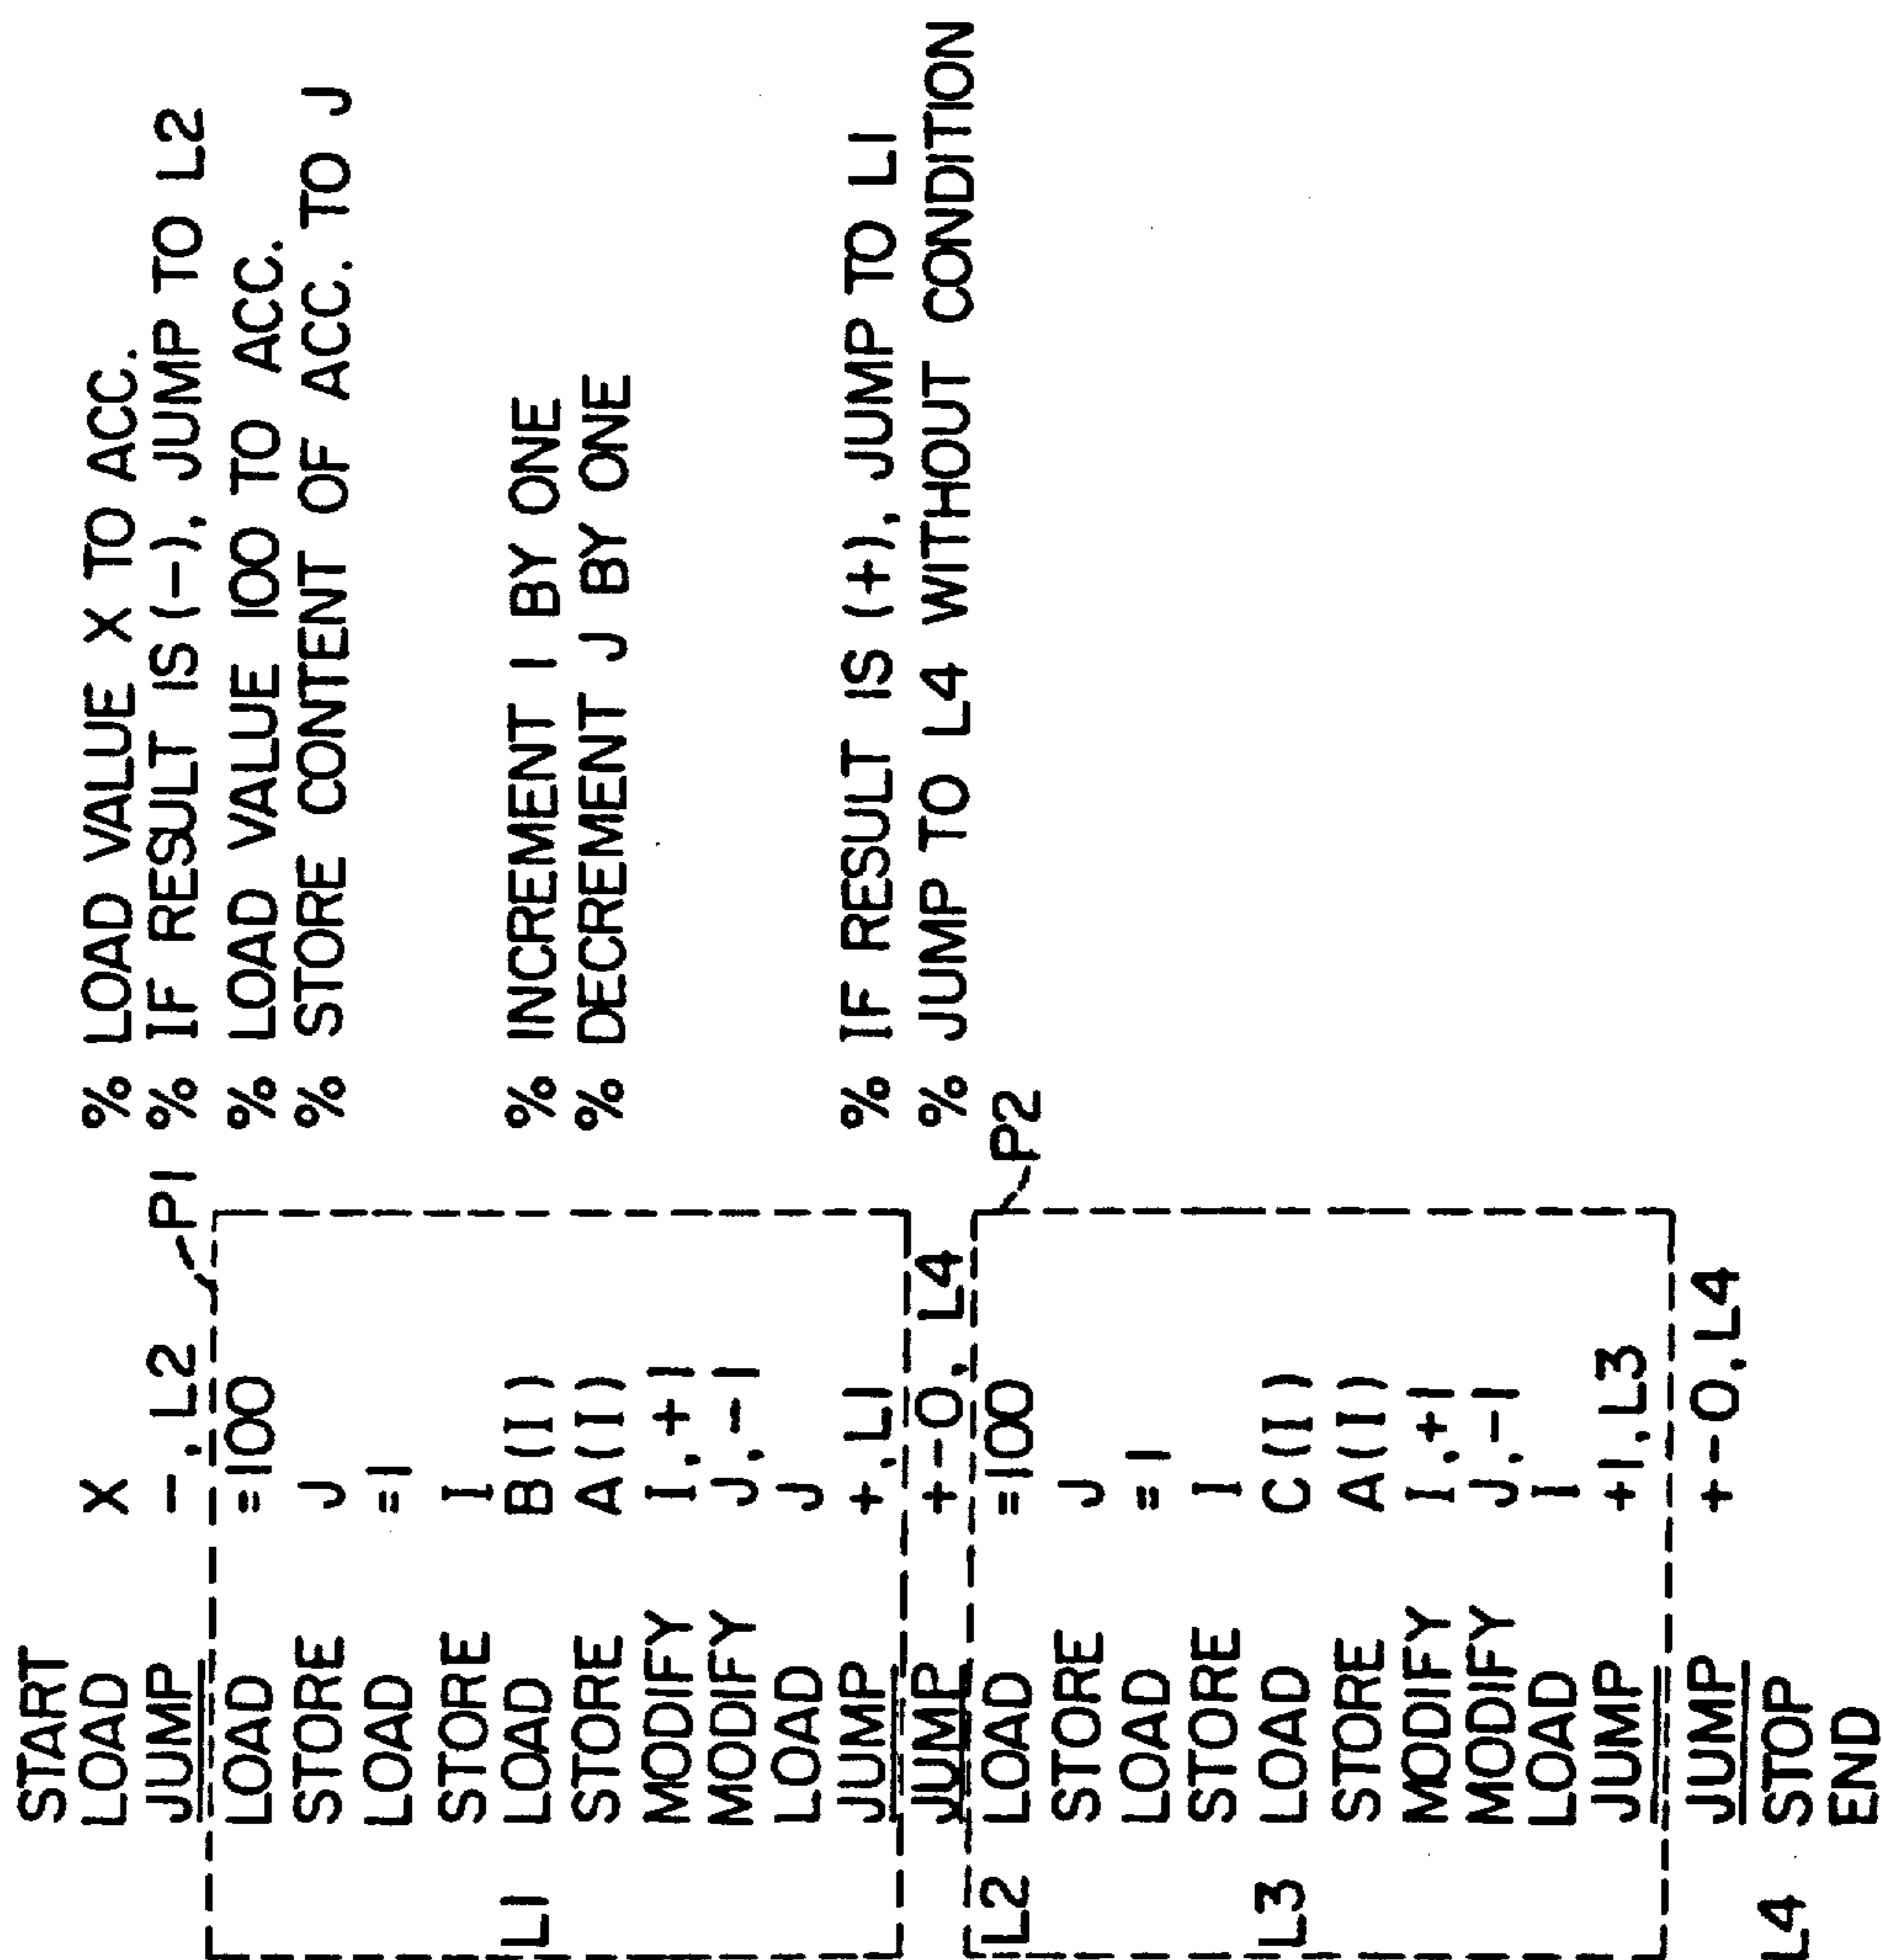 START
LOAD X % LOAD VALUE X TO ACC.
JUMP -, L2 P1 % IF RESULT IS (-), JUMP TO L2
LOAD =100 % LOAD VALUE 100 TO ACC.
STORE J % STORE CONTENT OF ACC. TO J
LOAD =1
STORE I
L1 LOAD B(I) % INCREMENT I BY ONE
STORE A(I) % DECREMENT J BY ONE
MODIFY I,+1
MODIFY J,-1
LOAD J
JUMP +, L1 % IF RESULT IS (+), JUMP TO L1
JUMP +-0, L4 % JUMP TO L4 WITHOUT CONDITION
L2 LOAD =100 P2
STORE J
LOAD =1
STORE I
L3 LOAD C(I)
STORE A(I)
MODIFY I,+1
MODIFY J,-1
LOAD I
JUMP +1, L3
JUMP +-0, L4
L4 STOP
END